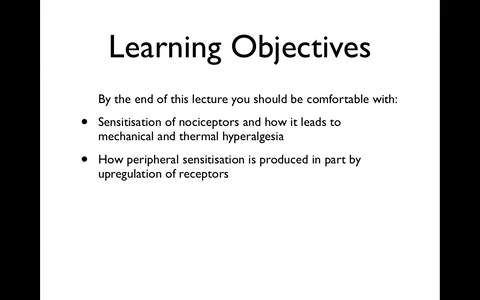 Learning Objectives
By the end of this lecture you should be comfortable with:
• Sensitisation of nociceptors and how it leads to
mechanical and thermal hyperalgesia
• How peripheral sensitisation is produced in part by
upregulation of receptors